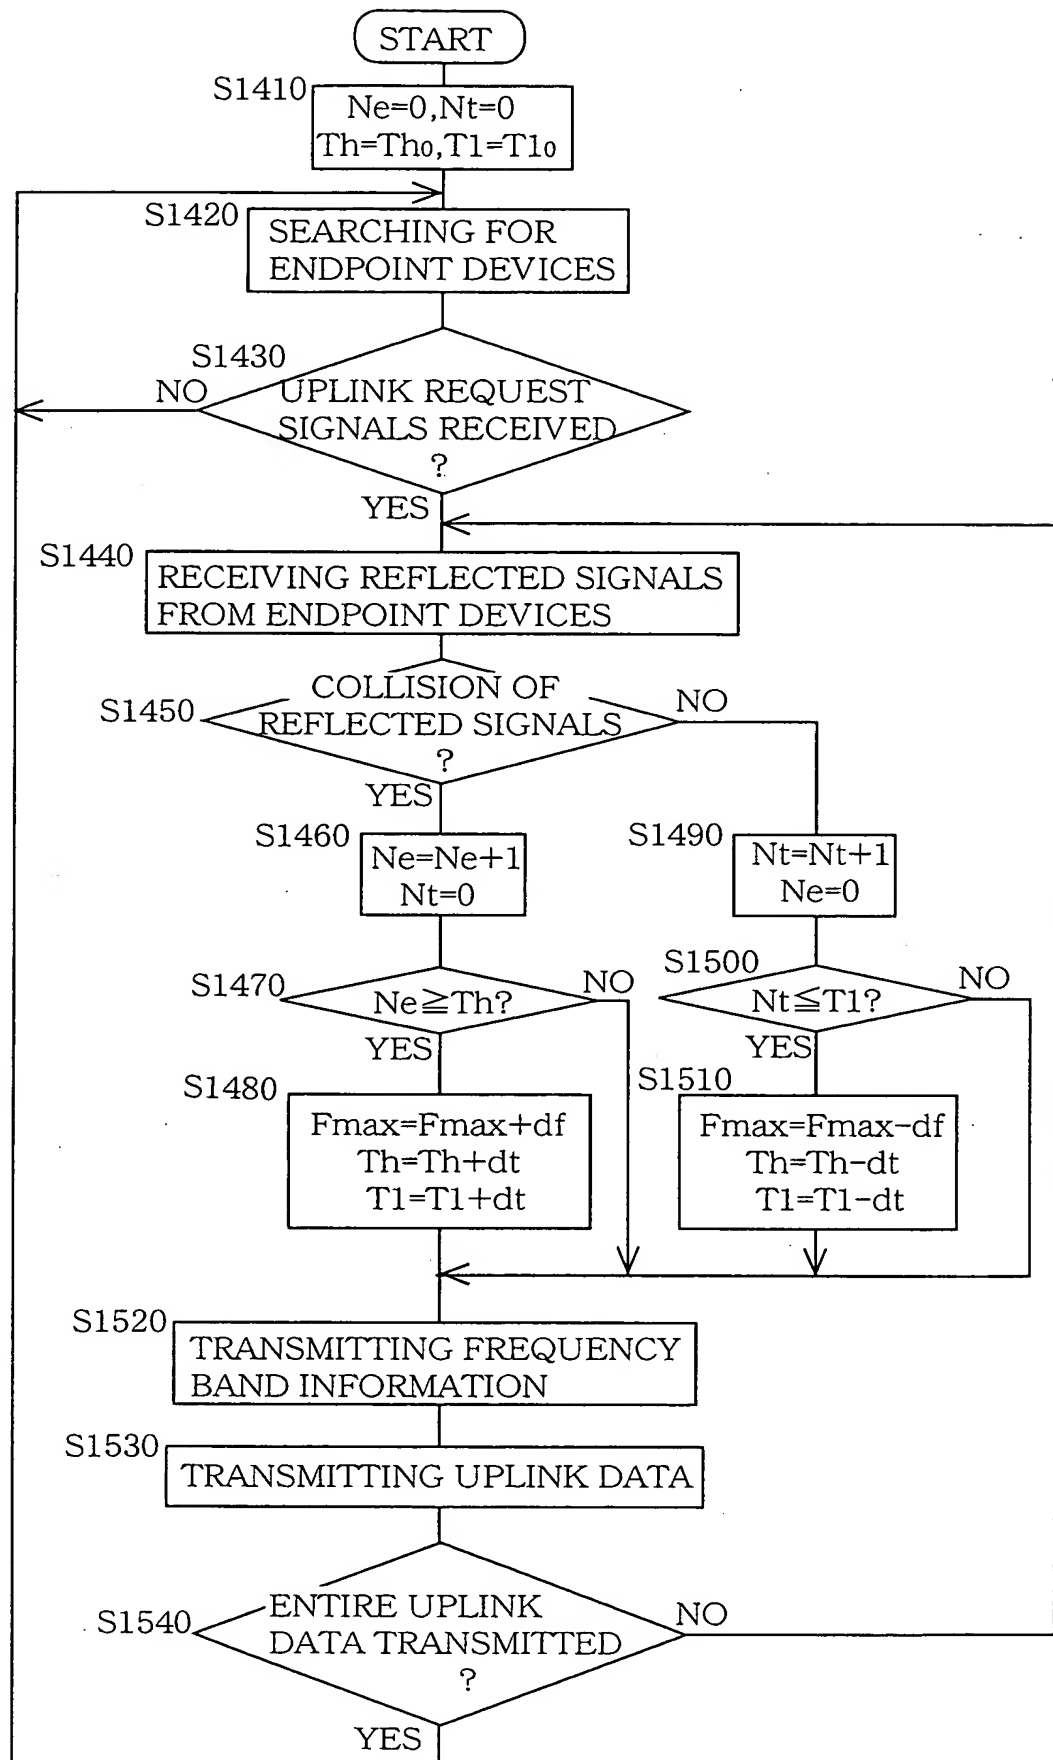 START
S1410
Ne=0,Nt=0
Th=Th0,T1=T10
S1420
SEARCHING FOR
ENDPOINT DEVICES
S1430
NO
UPLINK REQUEST
SIGNALS RECEIVED
?
YES
S1440
RECEIVING REFLECTED SIGNALS
FROM ENDPOINT DEVICES
S1450
COLLISION OF
REFLECTED SIGNALS
?
NO
YES
S1460
Ne=Ne+1
Nt=0
S1490
Nt=Nt+1
Ne=0
S1470
Ne≧Th?
NO
YES
S1500
Nt≦T1?
NO
YES
S1480
Fmax=Fmax+df
Th=Th+dt
T1=T1+dt
S1510
Fmax=Fmax-df
Th=Th-dt
T1=T1-dt
S1520
TRANSMITTING FREQUENCY
BAND INFORMATION
S1530
TRANSMITTING UPLINK DATA
S1540
ENTIRE UPLINK
DATA TRANSMITTED
?
NO
YES